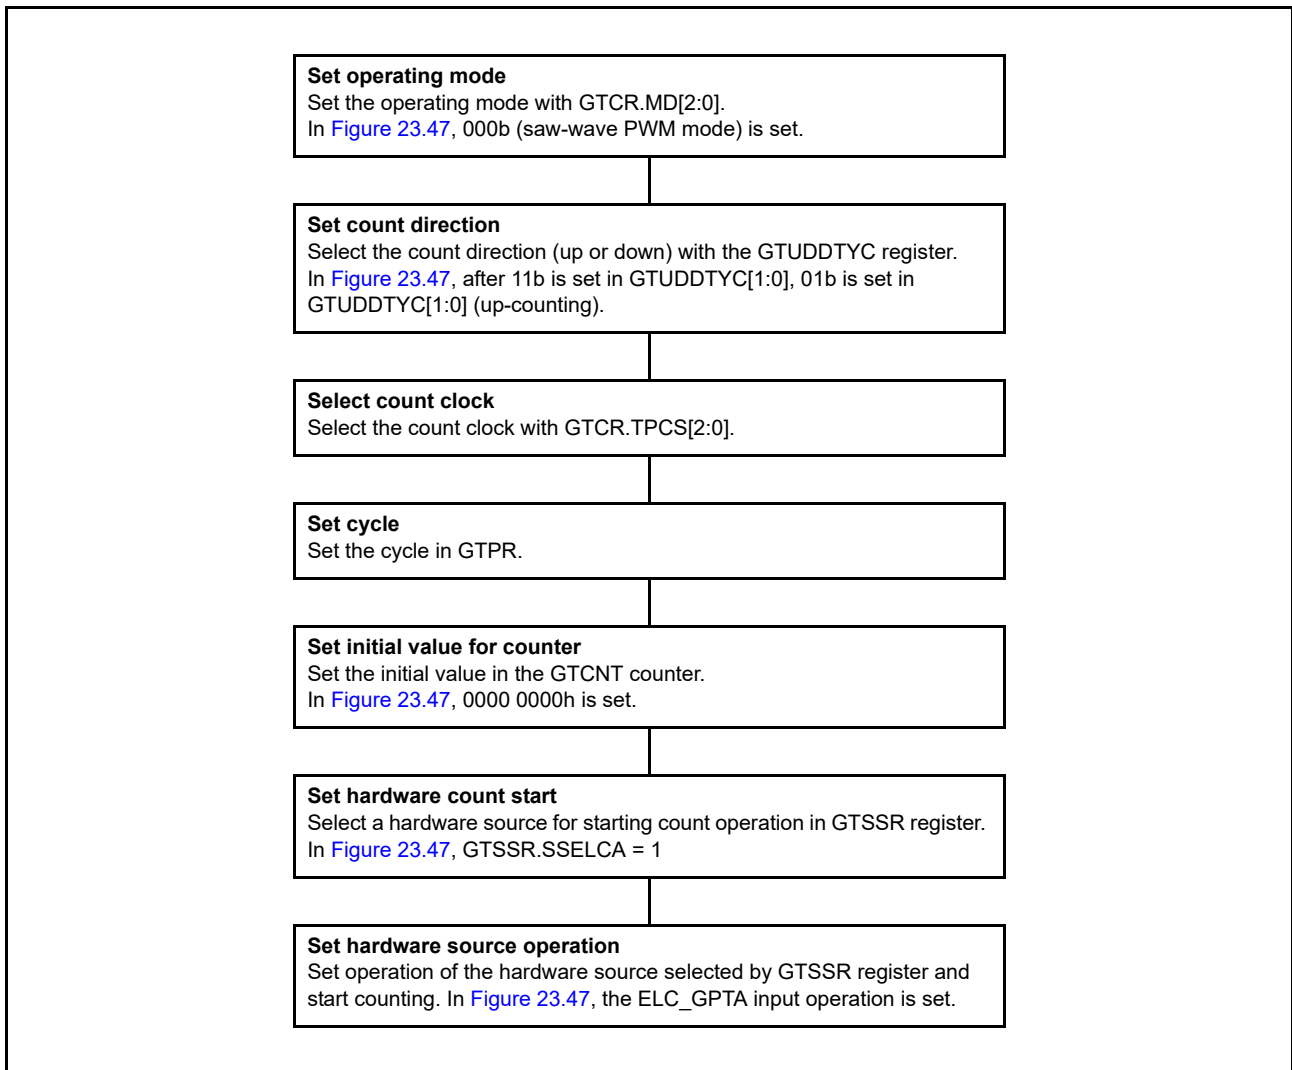 Set operating mode
Set the operating mode with GTCR.MD[2:0].
In Figure 23.47, 000b (saw-wave PWM mode) is set.
Set count direction
Select the count direction (up or down) with the GTUDDTYC register.
In Figure 23.47, after 11b is set in GTUDDTYC[1:0], 01b is set in
GTUDDTYC[1:0] (up-counting).
Select count clock
Select the count clock with GTCR.TPCS[2:0].
Set cycle
Set the cycle in GTPR.
Set initial value for counter
Set the initial value in the GTCNT counter.
In Figure 23.47, 0000 0000h is set.
Set hardware count start
Select a hardware source for starting count operation in GTSSR register.
In Figure 23.47, GTSSR.SSELCA = 1
Set hardware source operation
Set operation of the hardware source selected by GTSSR register and
start counting. In Figure 23.47, the ELC_GPTA input operation is set.